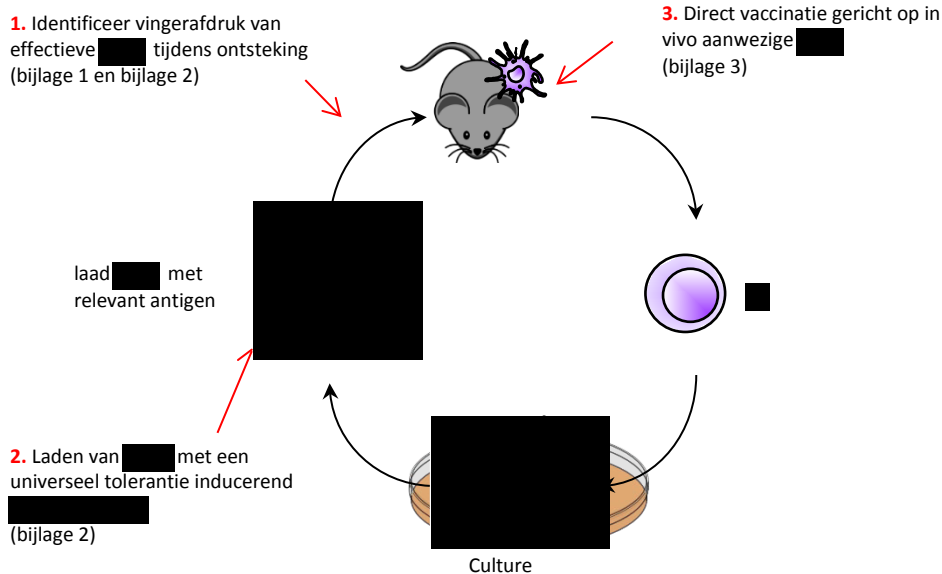 1. Identificeer vingerafdruk van
effectieve tijdens ontsteking
(bijlage 1 en bijlage 2)
3. Direct vaccinatie gericht op in
vivo aanwezige
(bijlage 3)
laad met
relevant antigen
2. Laden van met een
universeel tolerantie inducerend
(bijlage 2)
Culture